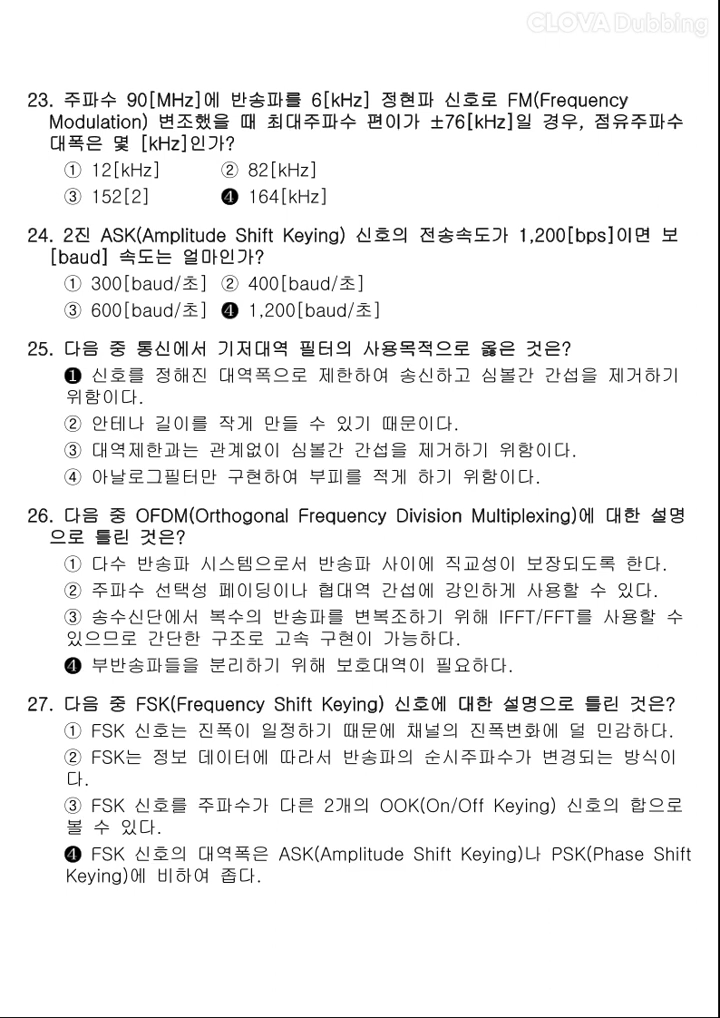 CLOVA Dubbing
23. 주파수 90[MHz]에 반송파를 6[kHz] 정현파 신호로 FM(Frequency
Modulation) 변조했을 때 최대주파수 편이가 ±76[kHz]일 경우, 점유주파수
대폭은 몇 [kHz]인가?
① 12[kHz] ② 82[kHz]
③ 152[2] ❹ 164[kHz]
24. 2진 ASK(Amplitude Shift Keying) 신호의 전송속도가 1,200[bps]이면 보
[baud] 속도는 얼마인가?
① 300[baud/초] ② 400[baud/초]
③ 600[baud/초] ❹ 1,200[baud/초]
25. 다음 중 통신에서 기저대역 필터의 사용목적으로 옳은 것은?
❶ 신호를 정해진 대역폭으로 제한하여 송신하고 심볼간 간섭을 제거하기
위함이다.
② 안테나 길이를 작게 만들 수 있기 때문이다.
③ 대역제한과는 관계없이 심볼간 간섭을 제거하기 위함이다.
④ 아날로그필터만 구현하여 부피를 적게 하기 위함이다.
26. 다음 중 OFDM(Orthogonal Frequency Division Multiplexing)에 대한 설명
으로 틀린 것은?
① 다수 반송파 시스템으로서 반송파 사이에 직교성이 보장되도록 한다.
② 주파수 선택성 페이딩이나 협대역 간섭에 강인하게 사용할 수 있다.
③ 송수신단에서 복수의 반송파를 변복조하기 위해 IFFT/FFT를 사용할 수
있으므로 간단한 구조로 고속 구현이 가능하다.
❹ 부반송파들을 분리하기 위해 보호대역이 필요하다.
27. 다음 중 FSK(Frequency Shift Keying) 신호에 대한 설명으로 틀린 것은?
① FSK 신호는 진폭이 일정하기 때문에 채널의 진폭변화에 덜 민감하다.
② FSK는 정보 데이터에 따라서 반송파의 순시주파수가 변경되는 방식이
다.
③ FSK 신호를 주파수가 다른 2개의 OOK(On/Off Keying) 신호의 합으로
볼 수 있다.
❹ FSK 신호의 대역폭은 ASK(Amplitude Shift Keying)나 PSK(Phase Shift
Keying)에 비하여 좁다.